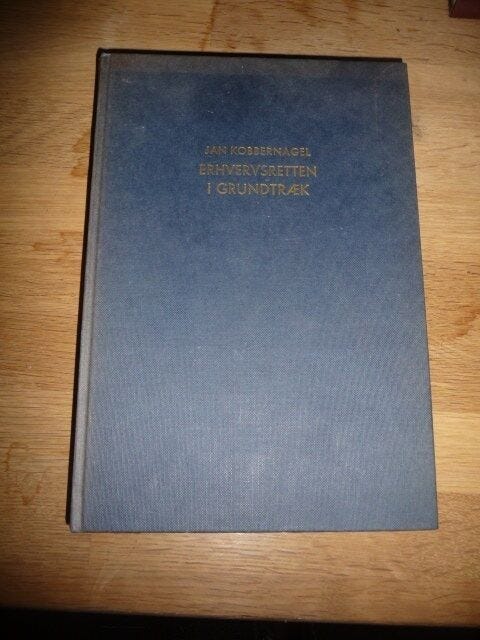 JAN KOBBERNAGEL
ERHVERVSRETTEN
I GRUNDTRÆK